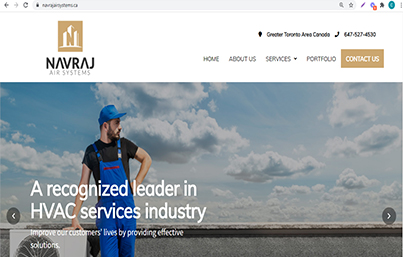 navrajairsystems.ca
Greater Toronto Area Canada 647-527-4530
NAVRAJ
AIR SYSTEMS
HOME ABOUT US SERVICES PORTFOLIO CONTACT US
A recognized leader in
HVAC services industry
Improve our customers' lives by providing effective
solutions.